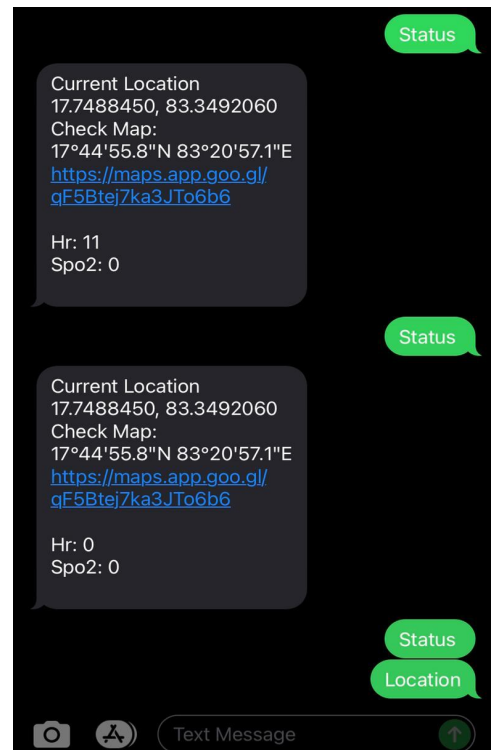 Status
Current Location
17.7488450, 83.3492060
Check Map:
17°44'55.8"N 83°20'57.1"E
https://maps.app.goo.gl/
qF5Btej7ka3JTo6b6
Hr: 11
Spo2: 0
Status
Current Location
17.7488450, 83.3492060
Check Map:
17°44'55.8"N 83°20'57.1"E
https://maps.app.goo.gl/
qF5Btej7ka3JTo6b6
Hr: 0
Spo2: 0
Status
Location
Text Message